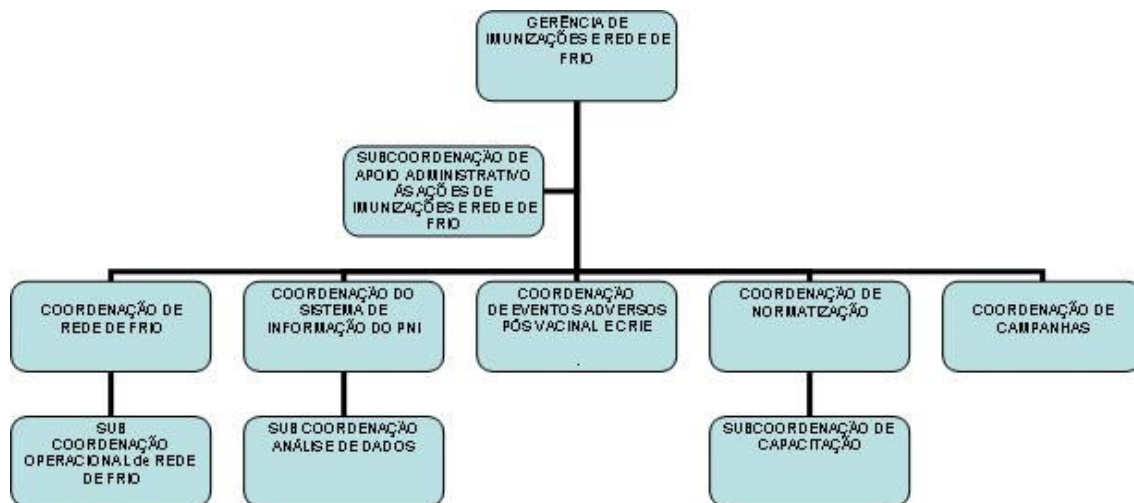 GERÊNCIA DE
IMUNIZAÇÕES E REDE DE
FRIO
SUBCOORDENAÇÃO DE
APOIO ADMINISTRATIVO
ÁS AÇÕES DE
IMUNIZAÇÕES E REDE DE
FRIO
COORDENAÇÃO DE
REDE DE FRIO
COORDENAÇÃO DO
SISTEMA DE
INFORMAÇÃO DO PNI
COORDENAÇÃO
DE EVENTOS ADVERSOS
PÓS VACINAL E CRIE
.
COORDENAÇÃO DE
NORMATIZAÇÃO
COORDENAÇÃO DE
CAMPANHAS
SUB
COORDENAÇÃO
OPERACIONAL de REDE
DE FRIO
SUB COORDENAÇÃO
ANÁLISE DE DADOS
SUBCOORDENAÇÃO DE
CAPACITAÇÃO